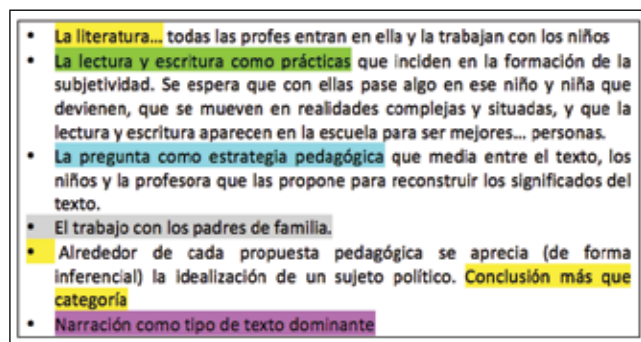 • La literatura... todas las profes entran en ella y la trabajan con los niños
• La lectura y escritura como prácticas que inciden en la formación de la
subjetividad. Se espera que con ellas pase algo en ese niño y niña que
devienen, que se mueven en realidades complejas y situadas, y que la
lectura y escritura aparecen en la escuela para ser mejores... personas.
• La pregunta como estrategia pedagógica que media entre el texto, los
niños y la profesora que las propone para reconstruir los significados del
texto.
• El trabajo con los padres de familia.
• Alrededor de cada propuesta pedagógica se aprecia (de forma
inferencial) la idealización de un sujeto político. Conclusión más que
categoría
• Narración como tipo de texto dominante